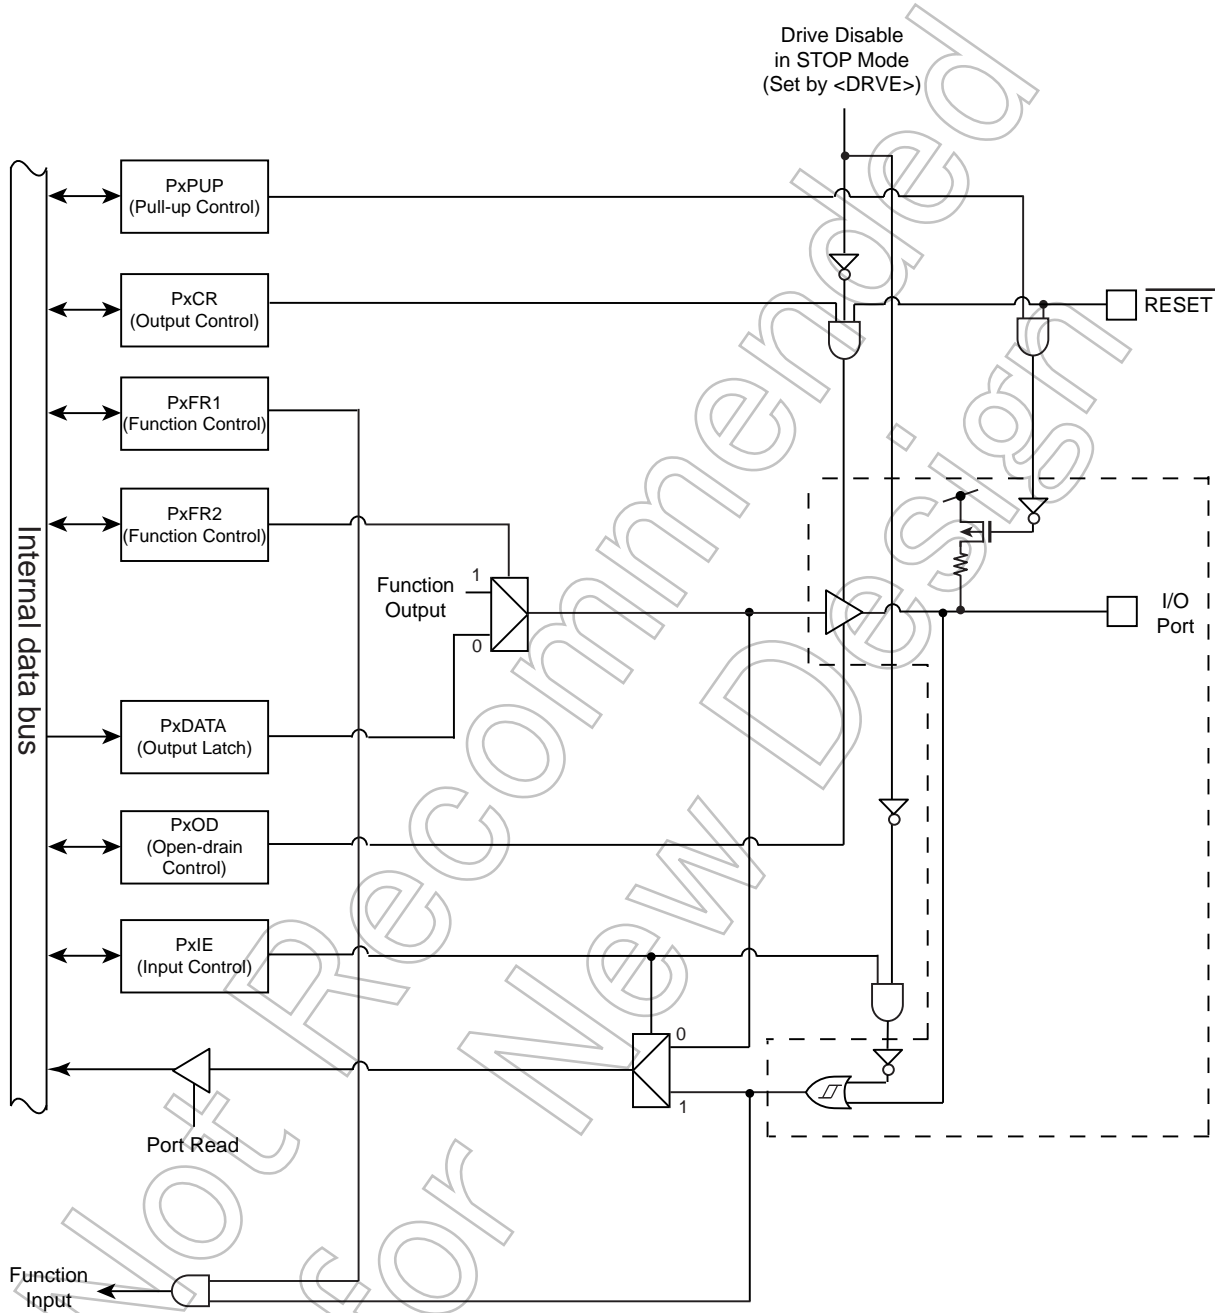 Drive Disable
in STOP Mode
(Set by <DRVE>)
PxPUP
(Pull-up Control)
PxCR
(Output Control)
RESET
PxFR1
(Function Control)
PxFR2
(Function Control)
Internal data bus
Function
Output
1
0
I/O
Port
PxDATA
(Output Latch)
PxOD
(Open-drain
Control)
PxIE
(Input Control)
0
1
Port Read
Function
Input
Not Recommended
for New Design